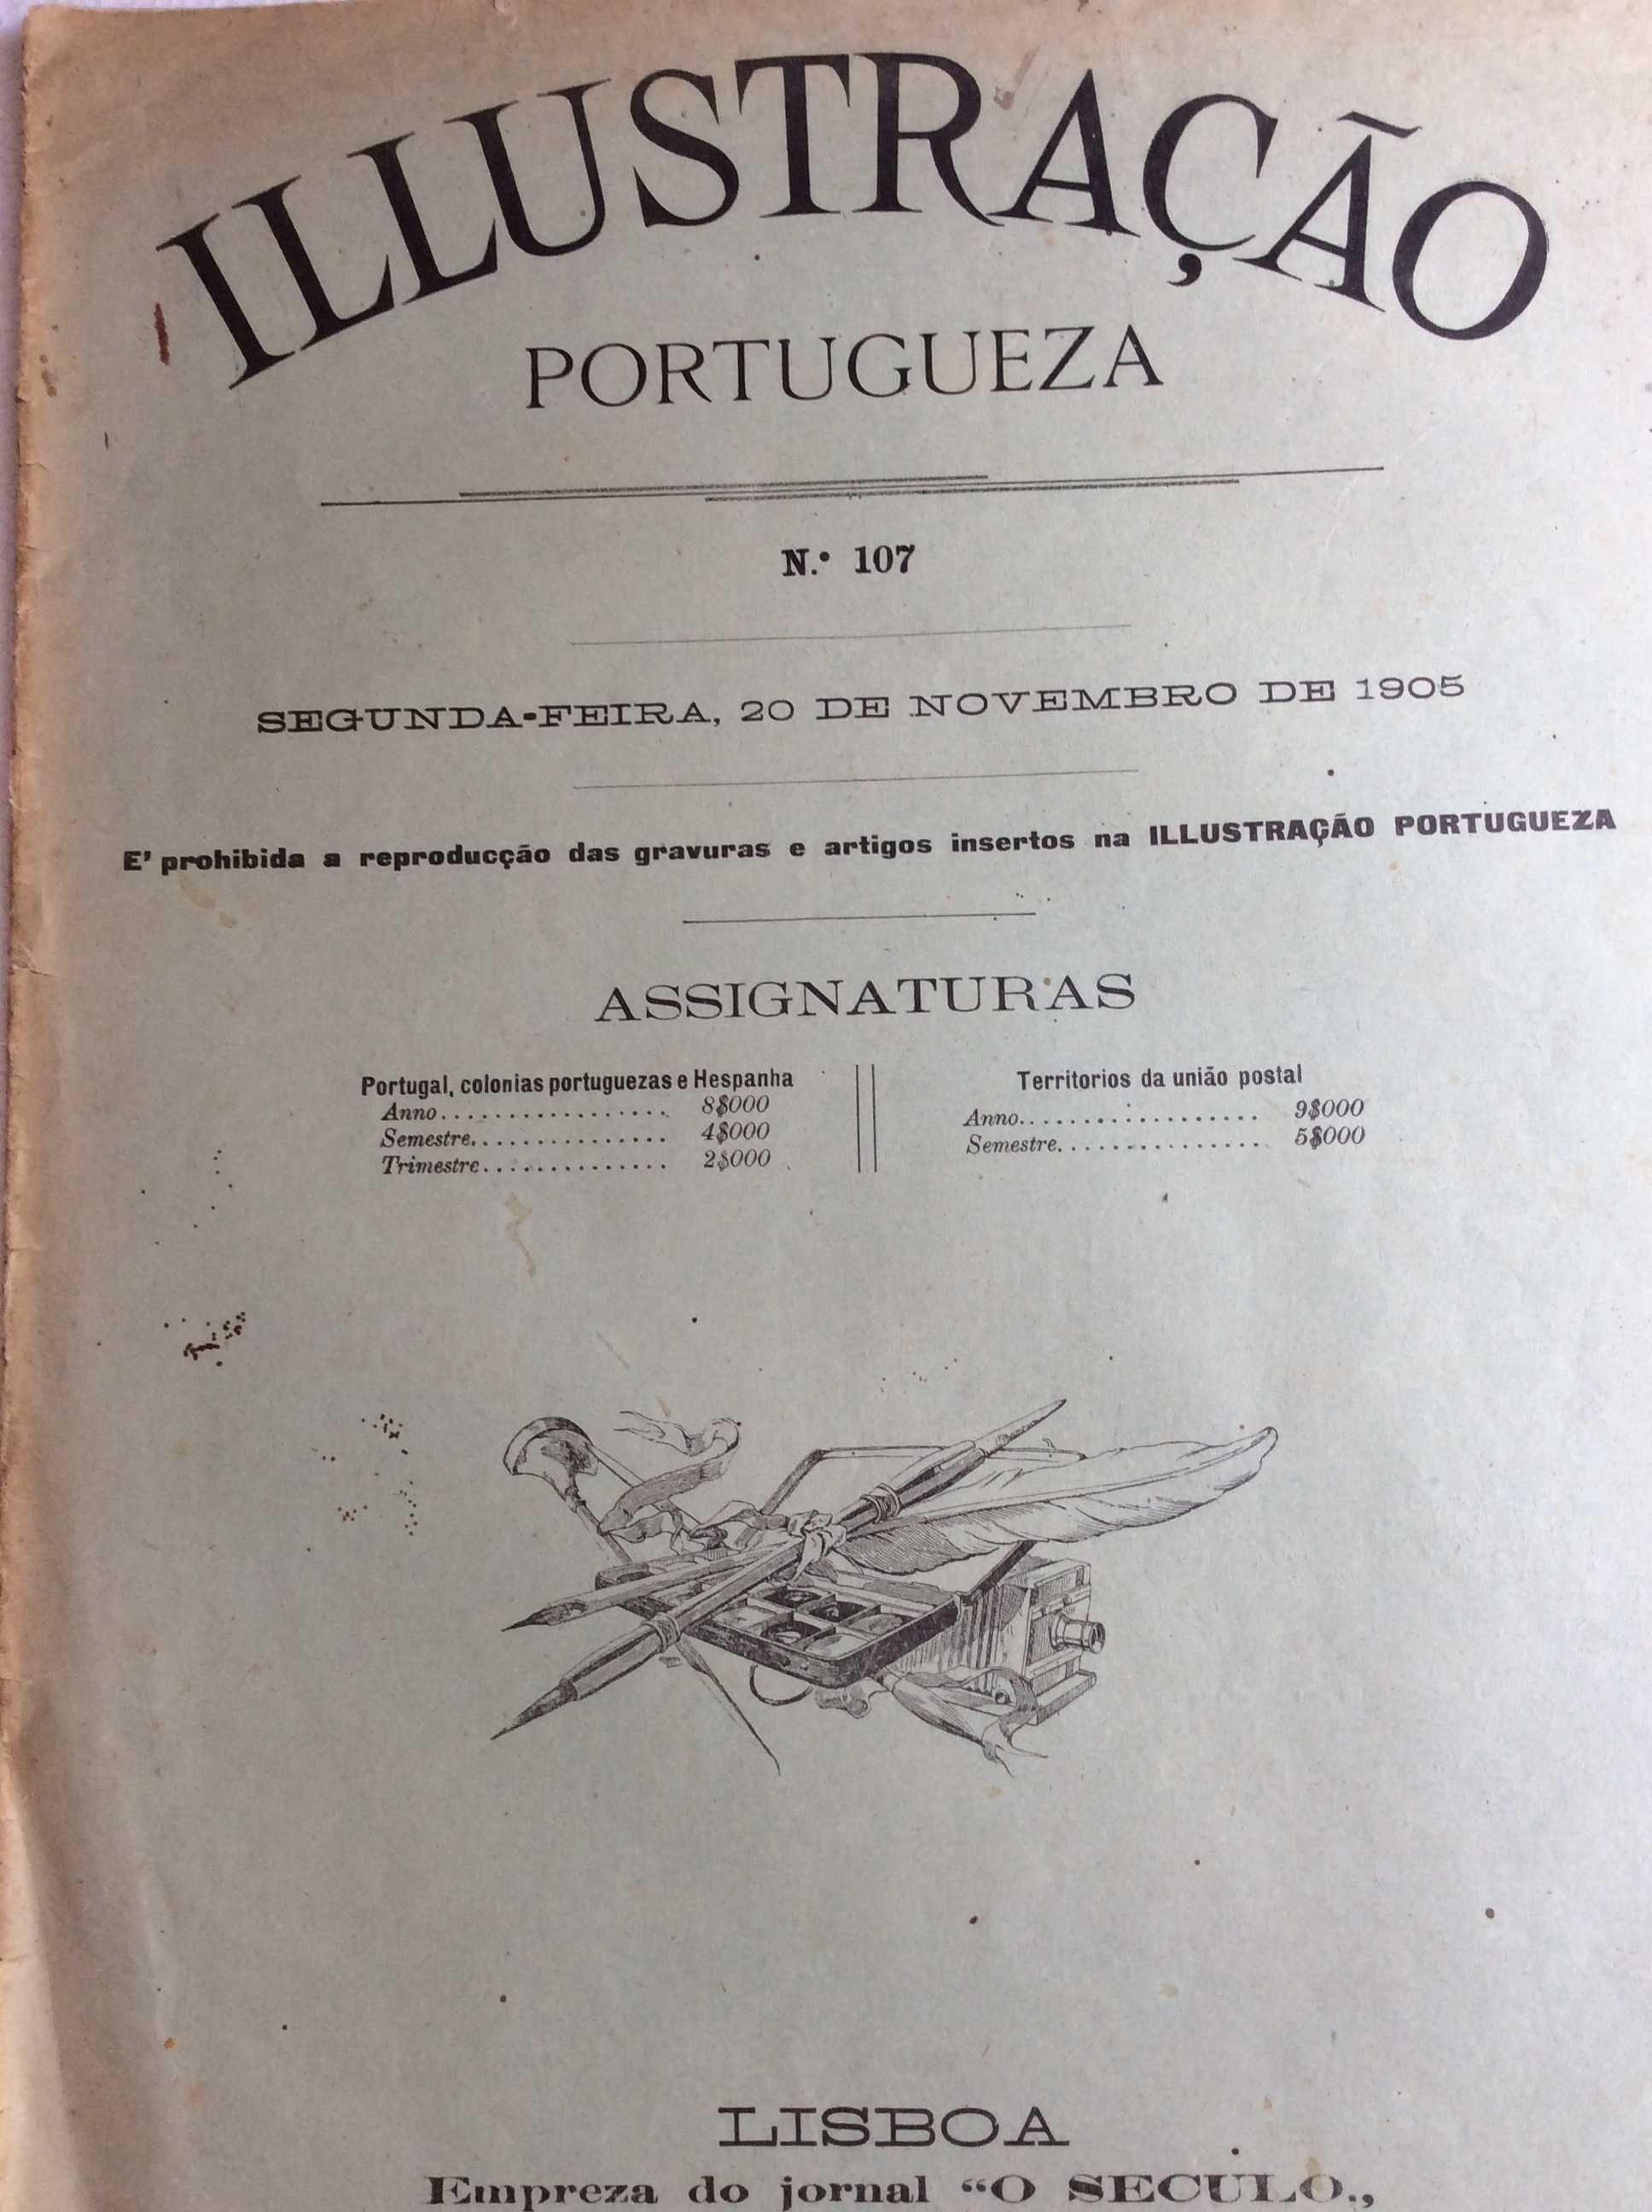 ILLUSTRAÇÃO
PORTUGUEZA
N.º 107
SEGUNDA-FEIRA, 20 DE NOVEMBRO DE 1905
E' prohibida a reproducção das gravuras e artigos insertos na ILLUSTRAÇÃO PORTUGUEZA
ASSIGNATURAS
Portugal, colonias portuguezas e Hespanha
Anno................. 8$000
Semestre............... 4$000
Trimestre.............. 2$000
Territorios da união postal
Anno.................. 9$000
Semestre................ 5$000
LISBOA
Empreza do jornal “O SECULO„